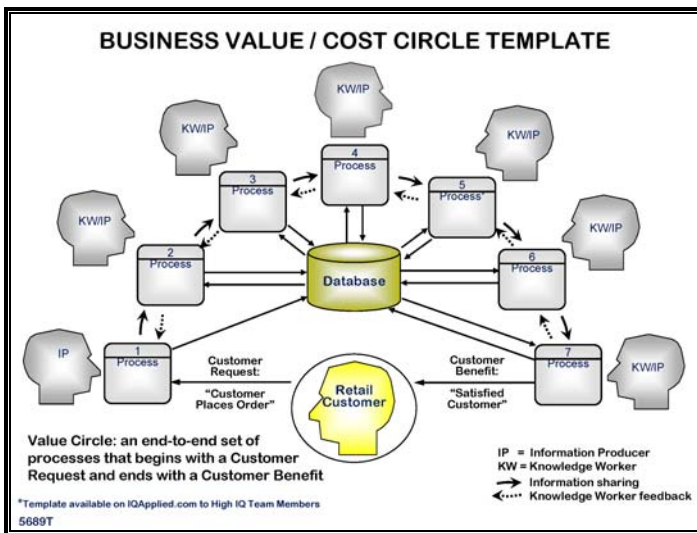 BUSINESS VALUE / COST CIRCLE TEMPLATE
KW/IP
KW/IP
4
Process
KW/IP
3
Process
5
Process*
KW/IP
2
Process
Database
6
Process
KW/IP
IP
1
Process
Customer
Request:
"Customer
Places Order"
Retail
Customer
Customer
Benefit:
"Satisfied
Customer"
7
Process
KW/IP
Value Circle: an end-to-end set of
processes that begins with a Customer
Request and ends with a Customer Benefit
IP = Information Producer
KW = Knowledge Worker
Information sharing
Knowledge Worker feedback
*Template available on IQApplied.com to High IQ Team Members
5689T